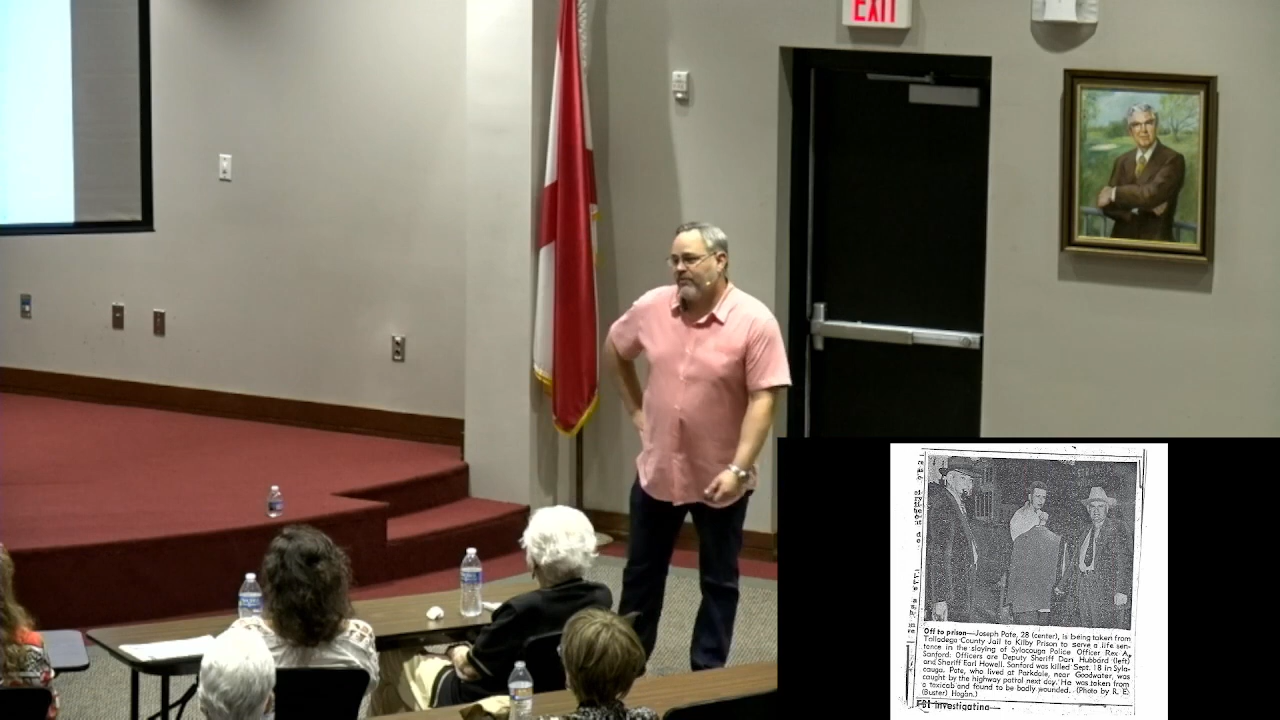 EXIT
Off to prison—Joseph Pate, 28 (center), is being taken from
Talladega County Jail to Kilby Prison to serve a life sen-
tence in the slaying of Sylacauga Police Officer Rex A.
Sanford. Officers are Deputy Sheriff Dan Hubbard (left)
and Sheriff Earl Howell. Sanford was killed Sept. 18 in Syla-
cauga. Pate, who lived at Parkdale, near Goodwater, was
caught by the highway patrol next day. He was taken from
a taxicab and found to be badly wounded. (Photo by R. E.
(Buster) Hogan.)
FBI investigating—